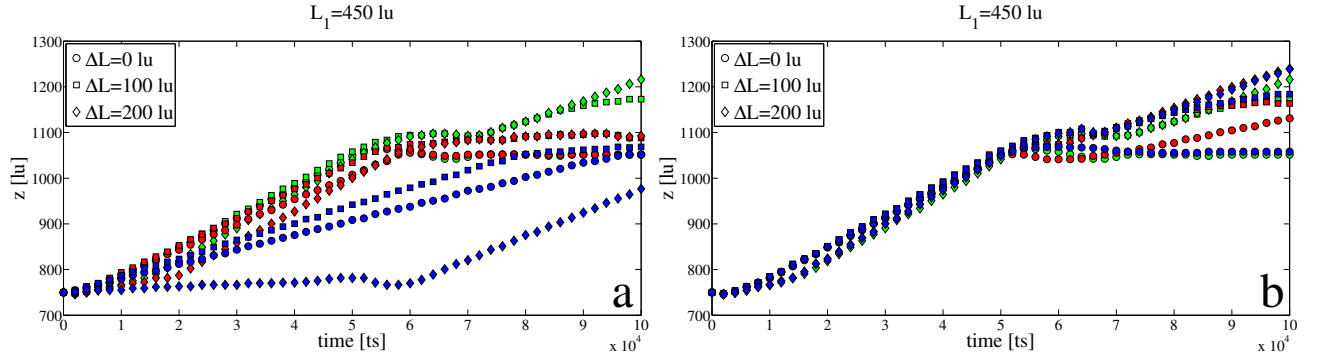 L_1=450 lu
1300
1200
1100
1000
900
800
700
z [lu]
ΔL=0 lu
ΔL=100 lu
ΔL=200 lu
a
0 1 2 3 4 5 6 7 8 9 10
time [ts]
x 10^4
L_1=450 lu
1300
1200
1100
1000
900
800
700
z [lu]
ΔL=0 lu
ΔL=100 lu
ΔL=200 lu
b
0 1 2 3 4 5 6 7 8 9 10
time [ts]
x 10^4